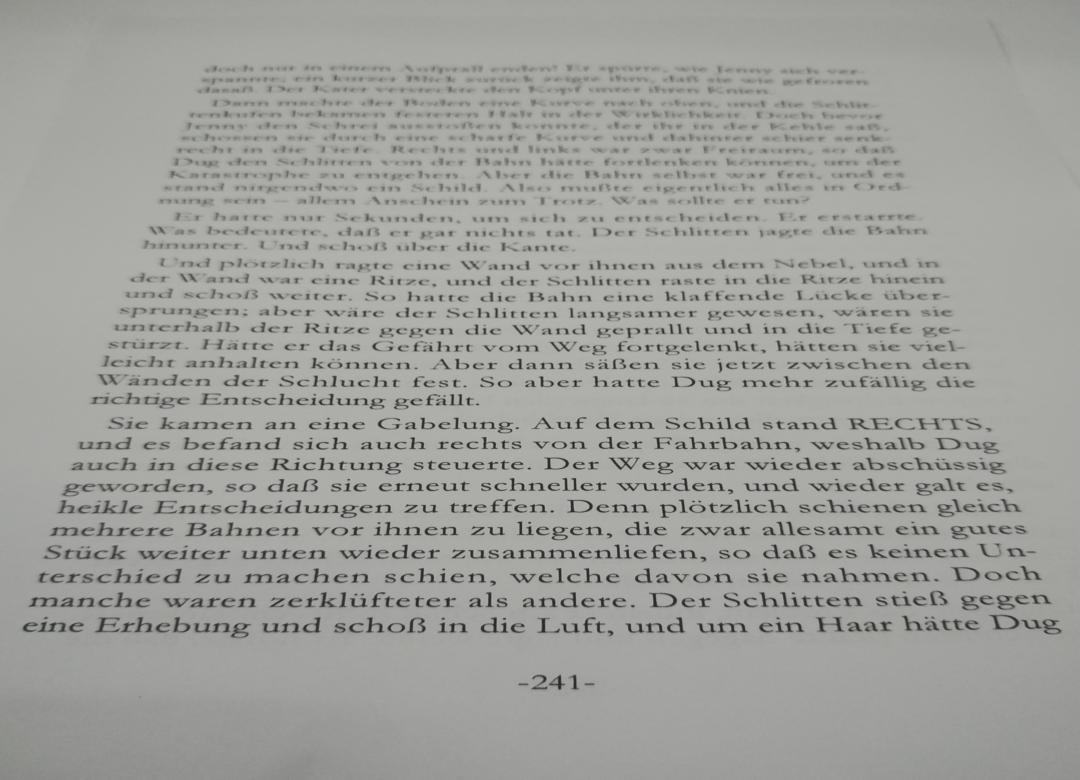 doch nur in einem Aufprall enden! Er spürte, wie Jenny sich ver-
spannte; ein kurzer Blick zurück zeigte ihm, daß sie wie gefroren
dasaß. Der Kater versteckte den Kopf unter ihren Knien.
Dann machte der Boden eine Kurve nach oben, und die Schlit-
tenkufen bekamen festeren Halt in der Wirklichkeit. Doch bevor
Jenny den Schrei ausstoßen konnte, der ihr in der Kehle saß,
schossen sie durch eine scharfe Kurve und dahinter schier senk-
recht in die Tiefe. Rechts und links war zwar Freiraum, so daß
Dug den Schlitten von der Bahn hätte fortlenken können, um der
Katastrophe zu entgehen. Aber die Bahn selbst war frei, und es
stand nirgendwo ein Schild. Also mußte eigentlich alles in Ord-
nung sein – allem Anschein zum Trotz. Was sollte er tun?
Er hatte nur Sekunden, um sich zu entscheiden. Er erstarrte.
Was bedeutete, daß er gar nichts tat. Der Schlitten jagte die Bahn
hinunter. Und schoß über die Kante.
Und plötzlich ragte eine Wand vor ihnen aus dem Nebel, und in
der Wand war eine Ritze, und der Schlitten raste in die Ritze hinein
und schoß weiter. So hatte die Bahn eine klaffende Lücke über-
sprungen; aber wäre der Schlitten langsamer gewesen, wären sie
unterhalb der Ritze gegen die Wand geprallt und in die Tiefe ge-
stürzt. Hätte er das Gefährt vom Weg fortgelenkt, hätten sie viel-
leicht anhalten können. Aber dann säßen sie jetzt zwischen den
Wänden der Schlucht fest. So aber hatte Dug mehr zufällig die
richtige Entscheidung gefällt.
Sie kamen an eine Gabelung. Auf dem Schild stand RECHTS,
und es befand sich auch rechts von der Fahrbahn, weshalb Dug
auch in diese Richtung steuerte. Der Weg war wieder abschüssig
geworden, so daß sie erneut schneller wurden, und wieder galt es,
heikle Entscheidungen zu treffen. Denn plötzlich schienen gleich
mehrere Bahnen vor ihnen zu liegen, die zwar allesamt ein gutes
Stück weiter unten wieder zusammenliefen, so daß es keinen Un-
terschied zu machen schien, welche davon sie nahmen. Doch
manche waren zerklüfteter als andere. Der Schlitten stieß gegen
eine Erhebung und schoß in die Luft, und um ein Haar hätte Dug
-241-